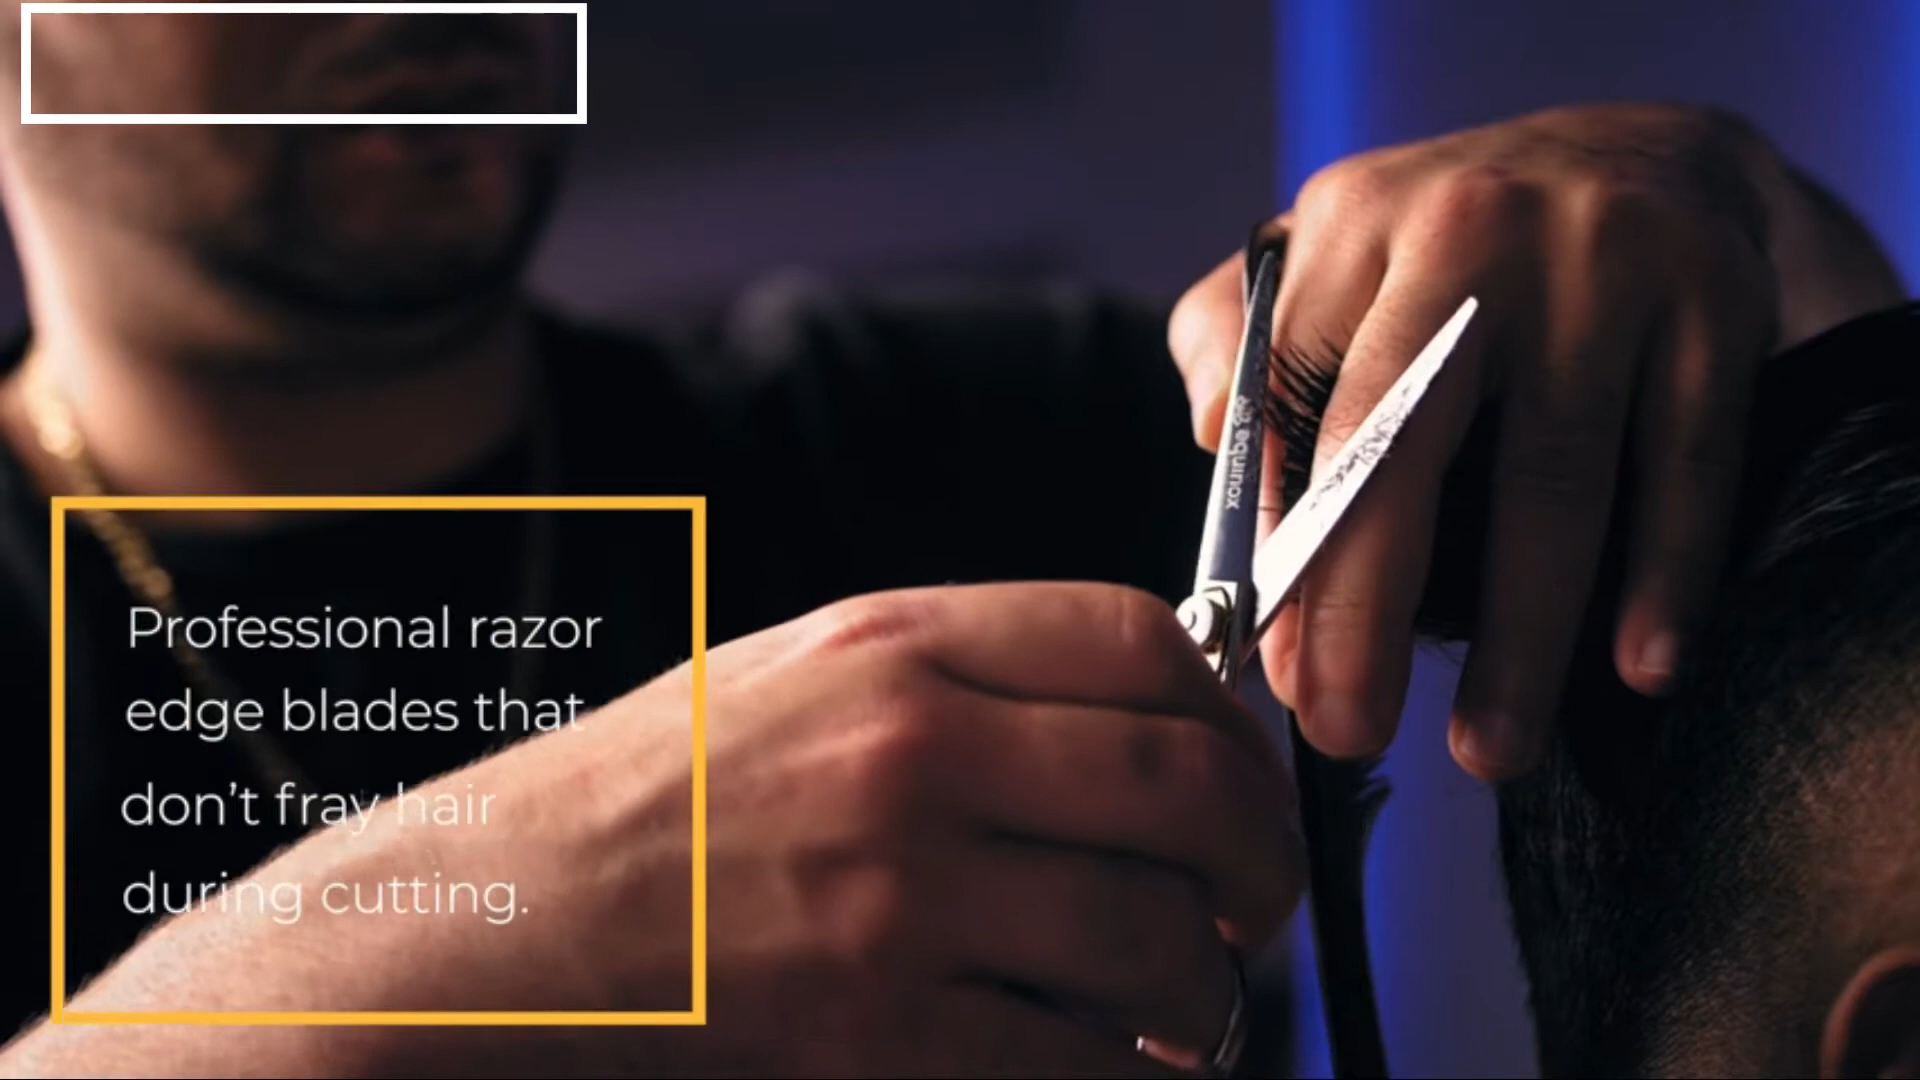 Professional razor
edge blades that
don't fray hair
during cutting.